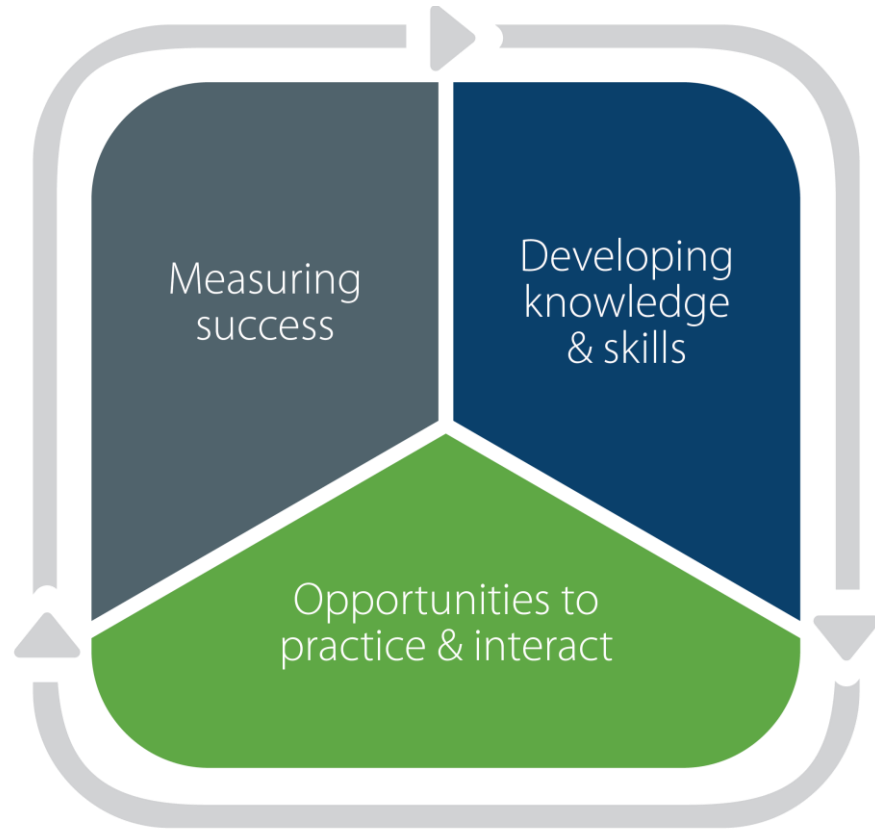 Measuring
success
Developing
knowledge
& skills
Opportunities to
practice & interact